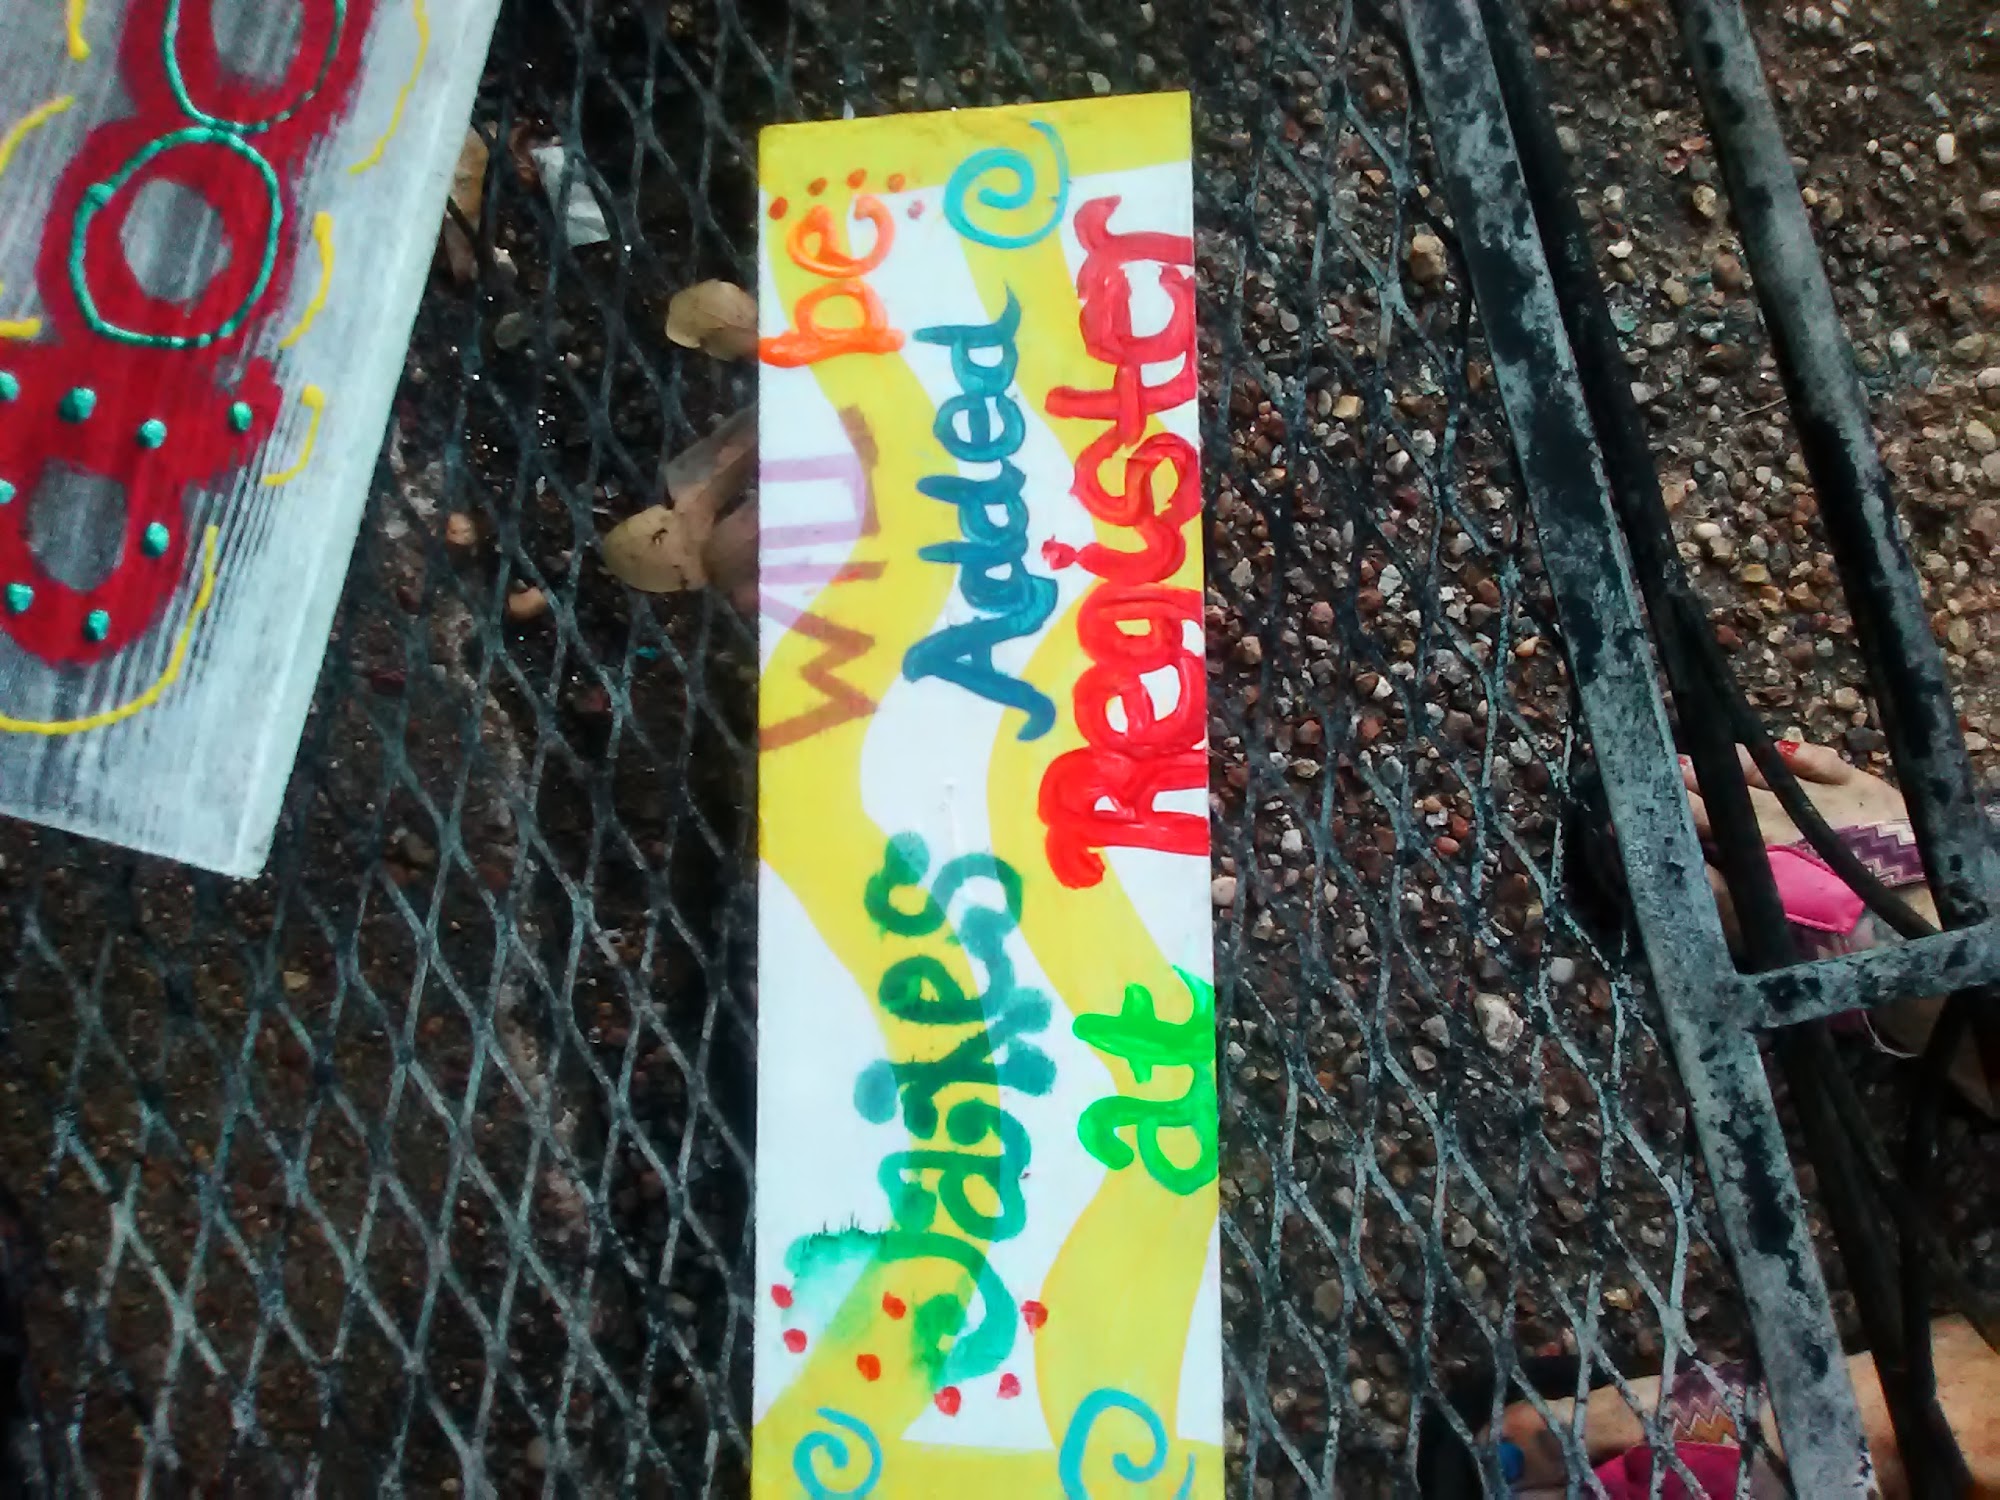 Taxes WILL be
Added
at Register